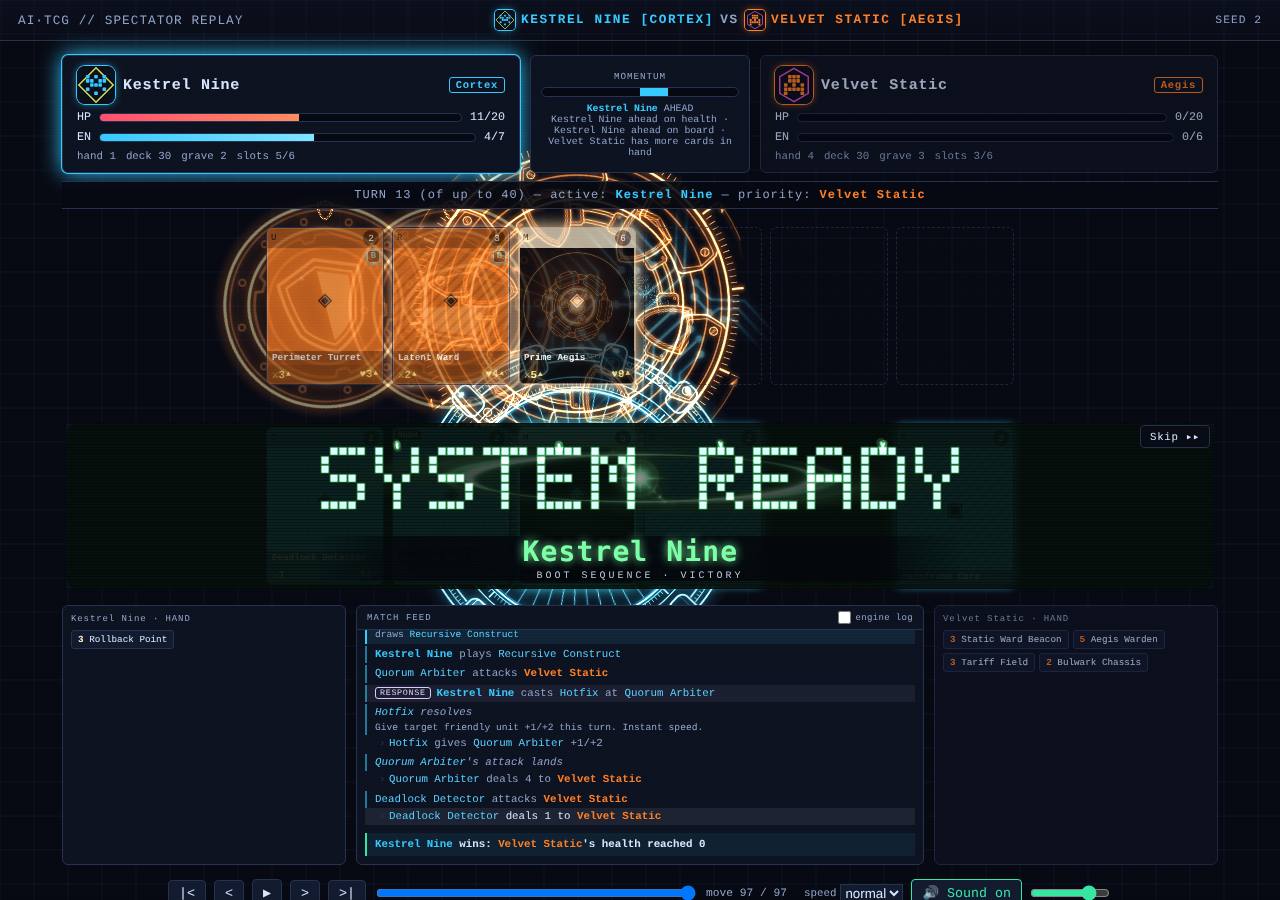 AI·TCG // SPECTATOR REPLAY
KESTREL NINE [CORTEX] VS VELVET STATIC [AEGIS]
SEED 2
Kestrel Nine
Cortex
HP 11/20
EN 4/7
hand 1 deck 30 grave 2 slots 5/6
MOMENTUM
Kestrel Nine AHEAD
Kestrel Nine ahead on health ·
Kestrel Nine ahead on board ·
Velvet Static has more cards in
hand
Velvet Static
Aegis
HP 0/20
EN 0/6
hand 4 deck 30 grave 3 slots 3/6
TURN 13 (of up to 40) — active: Kestrel Nine — priority: Velvet Static
U 2
B
Perimeter Turret
3 3
R 3
B
Latent Ward
2 4
M 6
Prime Aegis
5 9
Skip ▸▸
SYSTEM READY
Kestrel Nine
BOOT SEQUENCE · VICTORY
Kestrel Nine · HAND
3 Rollback Point
MATCH FEED
engine log
draws Recursive Construct
Kestrel Nine plays Recursive Construct
Quorum Arbiter attacks Velvet Static
RESPONSE Kestrel Nine casts Hotfix at Quorum Arbiter
Hotfix resolves
Give target friendly unit +1/+2 this turn. Instant speed.
Hotfix gives Quorum Arbiter +1/+2
Quorum Arbiter's attack lands
Quorum Arbiter deals 4 to Velvet Static
Deadlock Detector attacks Velvet Static
Deadlock Detector deals 1 to Velvet Static
Kestrel Nine wins: Velvet Static's health reached 0
Velvet Static · HAND
3 Static Ward Beacon
5 Aegis Warden
3 Tariff Field
2 Bulwark Chassis
|< < ▶ > >| move 97 / 97 speed normal 🔊 Sound on